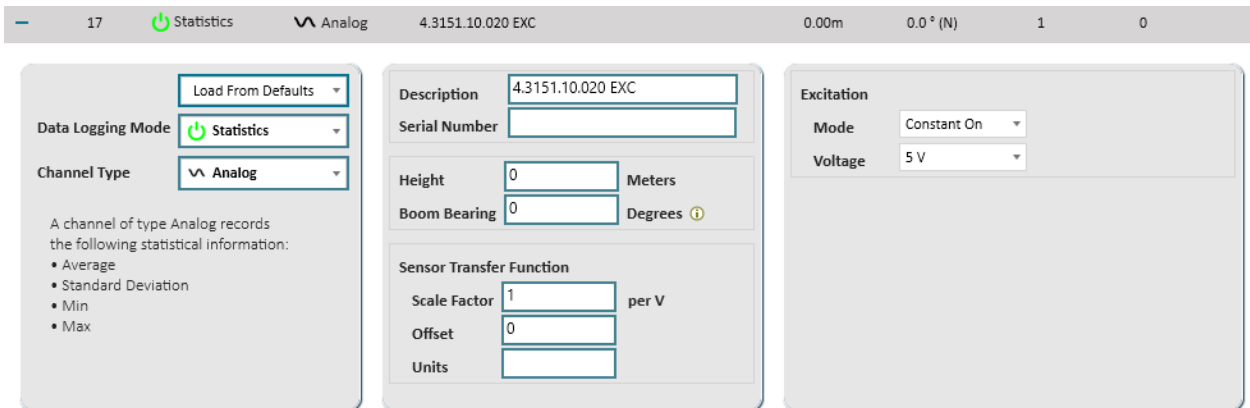 17 Statistics Analog 4.3151.10.020 EXC 0.00m 0.0 ° (N) 1 0
Load From Defaults
Data Logging Mode Statistics
Channel Type Analog
A channel of type Analog records
the following statistical information:
• Average
• Standard Deviation
• Min
• Max
Description 4.3151.10.020 EXC
Serial Number
Height 0 Meters
Boom Bearing 0 Degrees
Sensor Transfer Function
Scale Factor 1 per V
Offset 0
Units
Excitation
Mode Constant On
Voltage 5 V